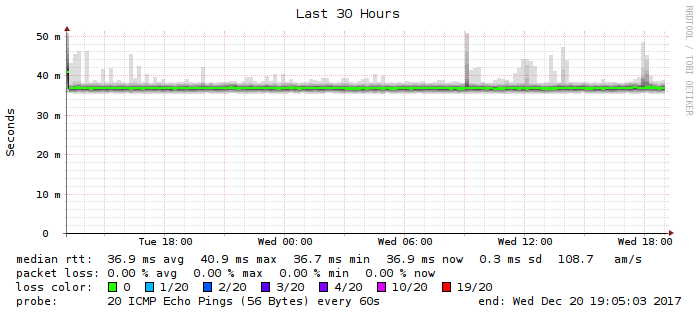 Last 30 Hours
RRDTOOL / TOBI OETIKER
Seconds
50 m
40 m
30 m
20 m
10 m
0
Tue 18:00 Wed 00:00 Wed 06:00 Wed 12:00 Wed 18:00
median rtt: 36.9 ms avg 40.9 ms max 36.7 ms min 36.9 ms now 0.3 ms sd 108.7 am/s
packet loss: 0.00 % avg 0.00 % max 0.00 % min 0.00 % now
loss color: 0 1/20 2/20 3/20 4/20 10/20 19/20
probe: 20 ICMP Echo Pings (56 Bytes) every 60s end: Wed Dec 20 19:05:03 2017